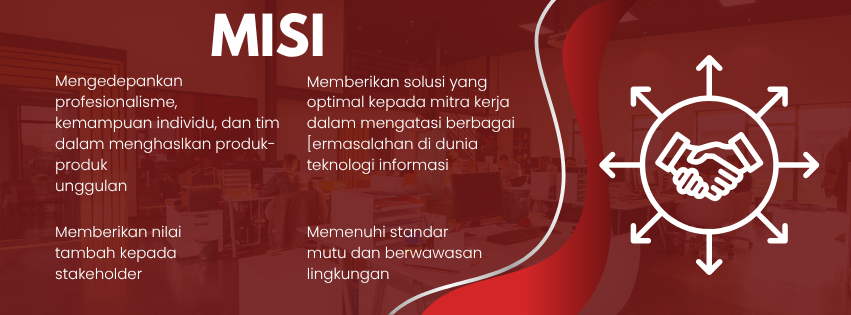 MISI
Mengedepankan
profesionalisme,
kemampuan individu, dan tim
dalam menghaslkan produk-
produk
unggulan
Memberikan solusi yang
optimal kepada mitra kerja
dalam mengatasi berbagai
[ermasalahan di dunia
teknologi informasi
Memberikan nilai
tambah kepada
stakeholder
Memenuhi standar
mutu dan berwawasan
lingkungan